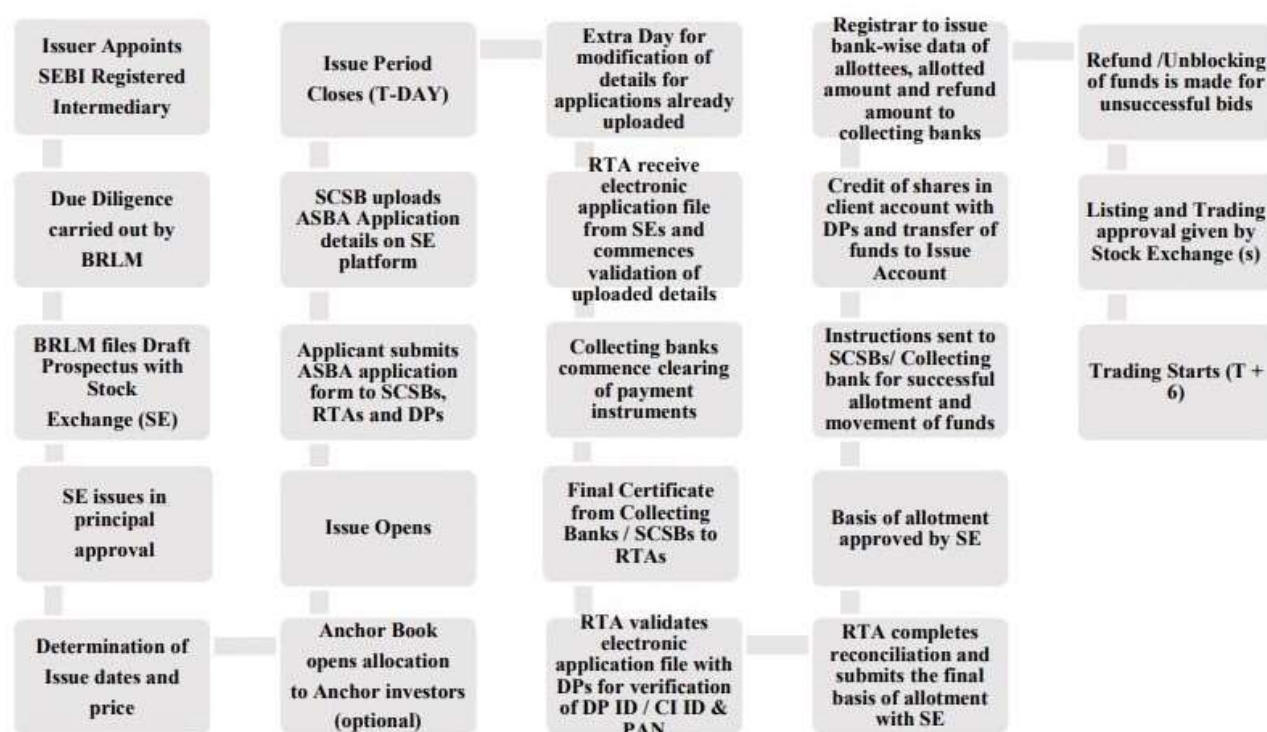 Issuer Appoints
SEBI Registered
Intermediary
Due Diligence
carried out by
BRLM
BRLM files Draft
Prospectus with
Stock
Exchange (SE)
SE issues in
principal
approval
Determination of
Issue dates and
price
Anchor Book
opens allocation
to Anchor investors
(optional)
Issue Opens
Applicant submits
ASBA application
form to SCSBs,
RTAs and DPs
SCSB uploads
ASBA Application
details on SE
platform
Issue Period
Closes (T-DAY)
Extra Day for
modification of
details for
applications already
uploaded
RTA receive
electronic
application file
from SEs and
commences
validation of
uploaded details
Collecting banks
commence clearing
of payment
instruments
Final Certificate
from Collecting
Banks / SCSBs to
RTAs
RTA validates
electronic
application file with
DPs for verification
of DP ID / CI ID &
PAN
RTA completes
reconciliation and
submits the final
basis of allotment
with SE
Basis of allotment
approved by SE
Instructions sent to
SCSBs/ Collecting
bank for successful
allotment and
movement of funds
Credit of shares in
client account with
DPs and transfer of
funds to Issue
Account
Registrar to issue
bank-wise data of
allottees, allotted
amount and refund
amount to
collecting banks
Refund /Unblocking
of funds is made for
unsuccessful bids
Listing and Trading
approval given by
Stock Exchange (s)
Trading Starts (T +
6)